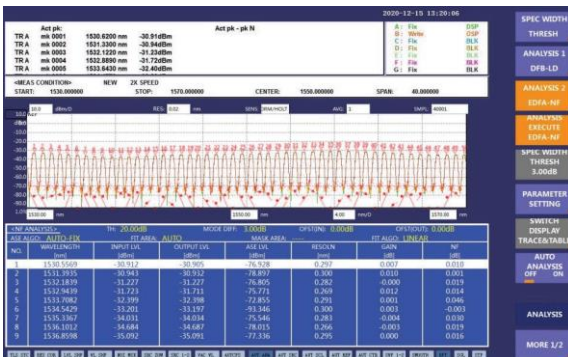 2020-12-15 13:20:06
Act pk: Act pk - pk N
TR A mk 0001 1530.6200 nm -30.91dBm
TR A mk 0002 1531.3300 nm -30.94dBm
TR A mk 0003 1532.1220 nm -31.23dBm
TR A mk 0004 1532.8890 nm -31.72dBm
TR A mk 0005 1533.6430 nm -32.40dBm
A: Fix DSP
B: Write DSP
C: Fix BLK
D: Fix BLK
E: Fix BLK
F: Fix BLK
G: Fix BLK
<MEAS CONDITION> NEW 2X SPEED
START: 1530.000000 STOP: 1570.000000 CENTER: 1550.000000 SPAN: 40.000000
10.0 dBm/D RES: 0.02 nm SENS: AVG: 1 SMPL:
1530.00 nm 1550.00 nm 4.00 nm/D 1570.00 nm
<NF ANALYSIS> TH: 20.00dB MODE DIFF: 3.00dB OFST(IN): 0.00dB OFST(OUT): 0.00dB
ASE ALGO: AUTO-FIX FIT AREA: AUTO MASK AREA: ---- FIT ALGO: LINEAR
NO. WAVELENGTH INPUT LVL OUTPUT LVL ASE LVL RESOLN GAIN NF
[nm] [dBm] [dBm] [dBm] [nm] [dB] [dB]
1 1530.5569 -30.912 -30.905 -76.928 0.297 0.007 0.010
2 1531.3935 -30.943 -30.932 -78.897 0.300 0.010 0.001
3 1532.1839 -31.227 -31.227 -76.805 0.282 -0.000 0.019
4 1532.9439 -31.723 -31.711 -75.771 0.269 0.012 0.014
5 1533.7082 -32.399 -32.398 -72.855 0.291 0.001 0.046
6 1534.5429 -33.201 -33.197 -93.346 0.300 0.003 -0.000
7 1535.3367 -34.031 -34.034 -75.546 0.283 -0.004 0.030
8 1536.1012 -34.684 -34.687 -78.015 0.266 -0.003 0.019
9 1536.8598 -35.092 -35.091 -77.336 0.295 0.000 0.016
SPEC WIDTH
THRESH
ANALYSIS 1
DFB-LD
ANALYSIS 2
EDFA-NF
ANALYSIS
EXECUTE
EDFA-NF
SPEC WIDTH
THRESH
3.00dB
PARAMETER
SETTING
SWITCH
DISPLAY
TRACE&TABLE
AUTO
ANALYSIS
OFF ON
ANALYSIS
MORE 1/2